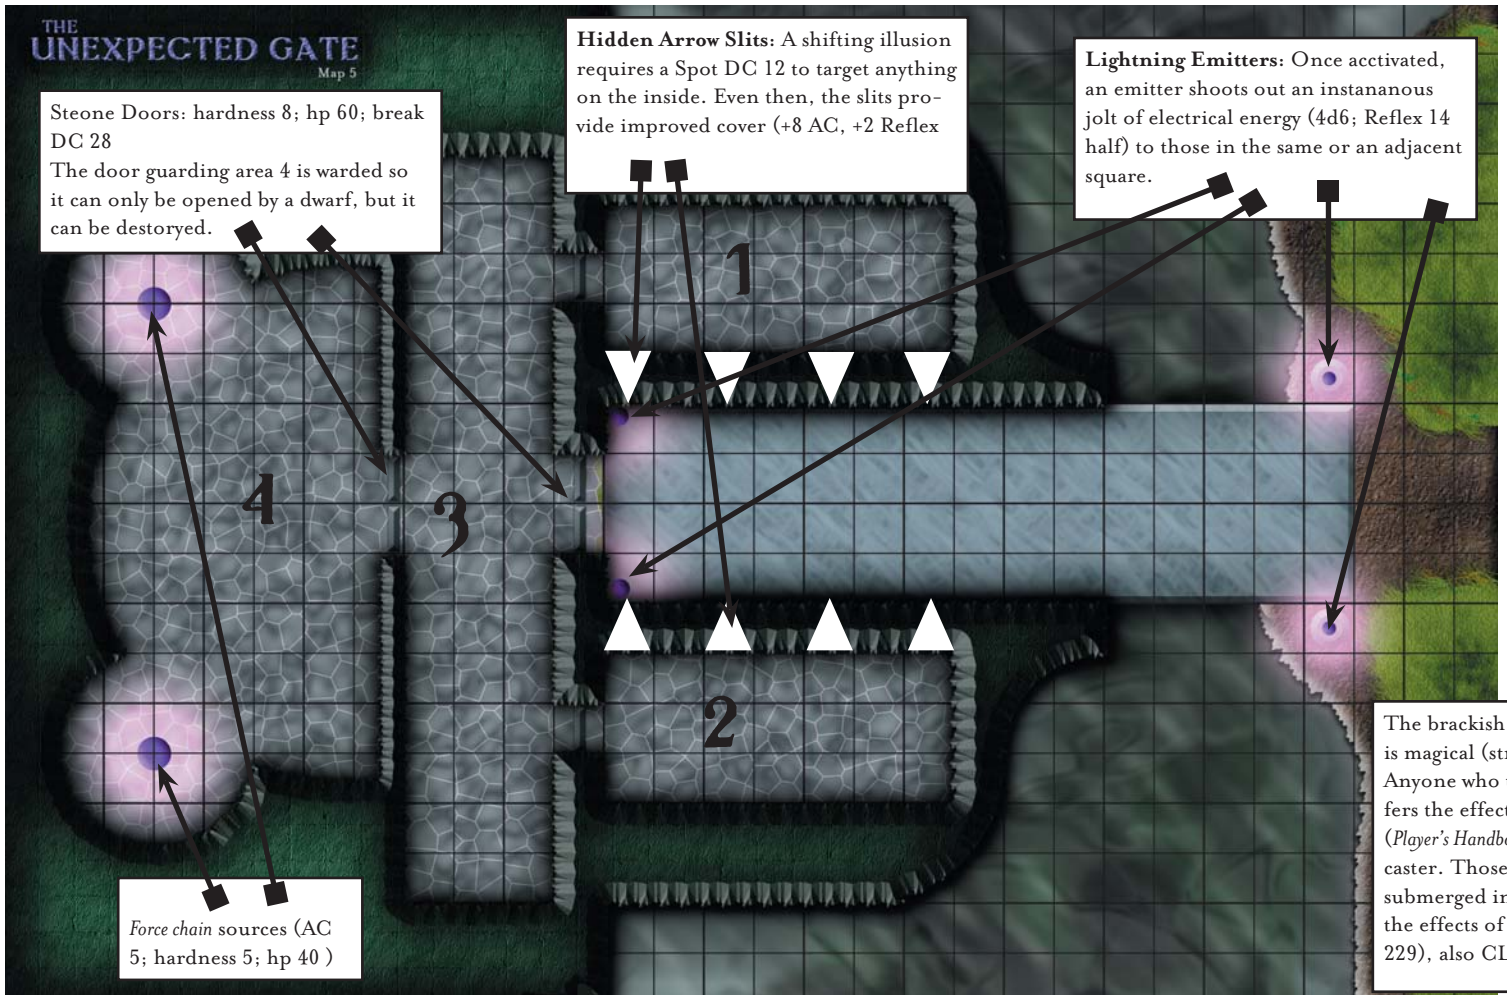 THE
UNEXPECTED GATE
Map 5
Steone Doors: hardness 8; hp 60; break
DC 28
The door guarding area 4 is warded so
it can only be opened by a dwarf, but it
can be destoryed.
Hidden Arrow Slits: A shifting illusion
requires a Spot DC 12 to target anything
on the inside. Even then, the slits pro-
vide improved cover (+8 AC, +2 Reflex
Lightning Emitters: Once acctivated,
an emitter shoots out an instananous
jolt of electrical energy (4d6; Reflex 14
half) to those in the same or an adjacent
square.
1
4
3
2
The brackish
is magical (str
Anyone who
fers the effect
(Player's Handb
caster. Those
submerged in
the effects of
229), also CL
Force chain sources (AC
5; hardness 5; hp 40 )